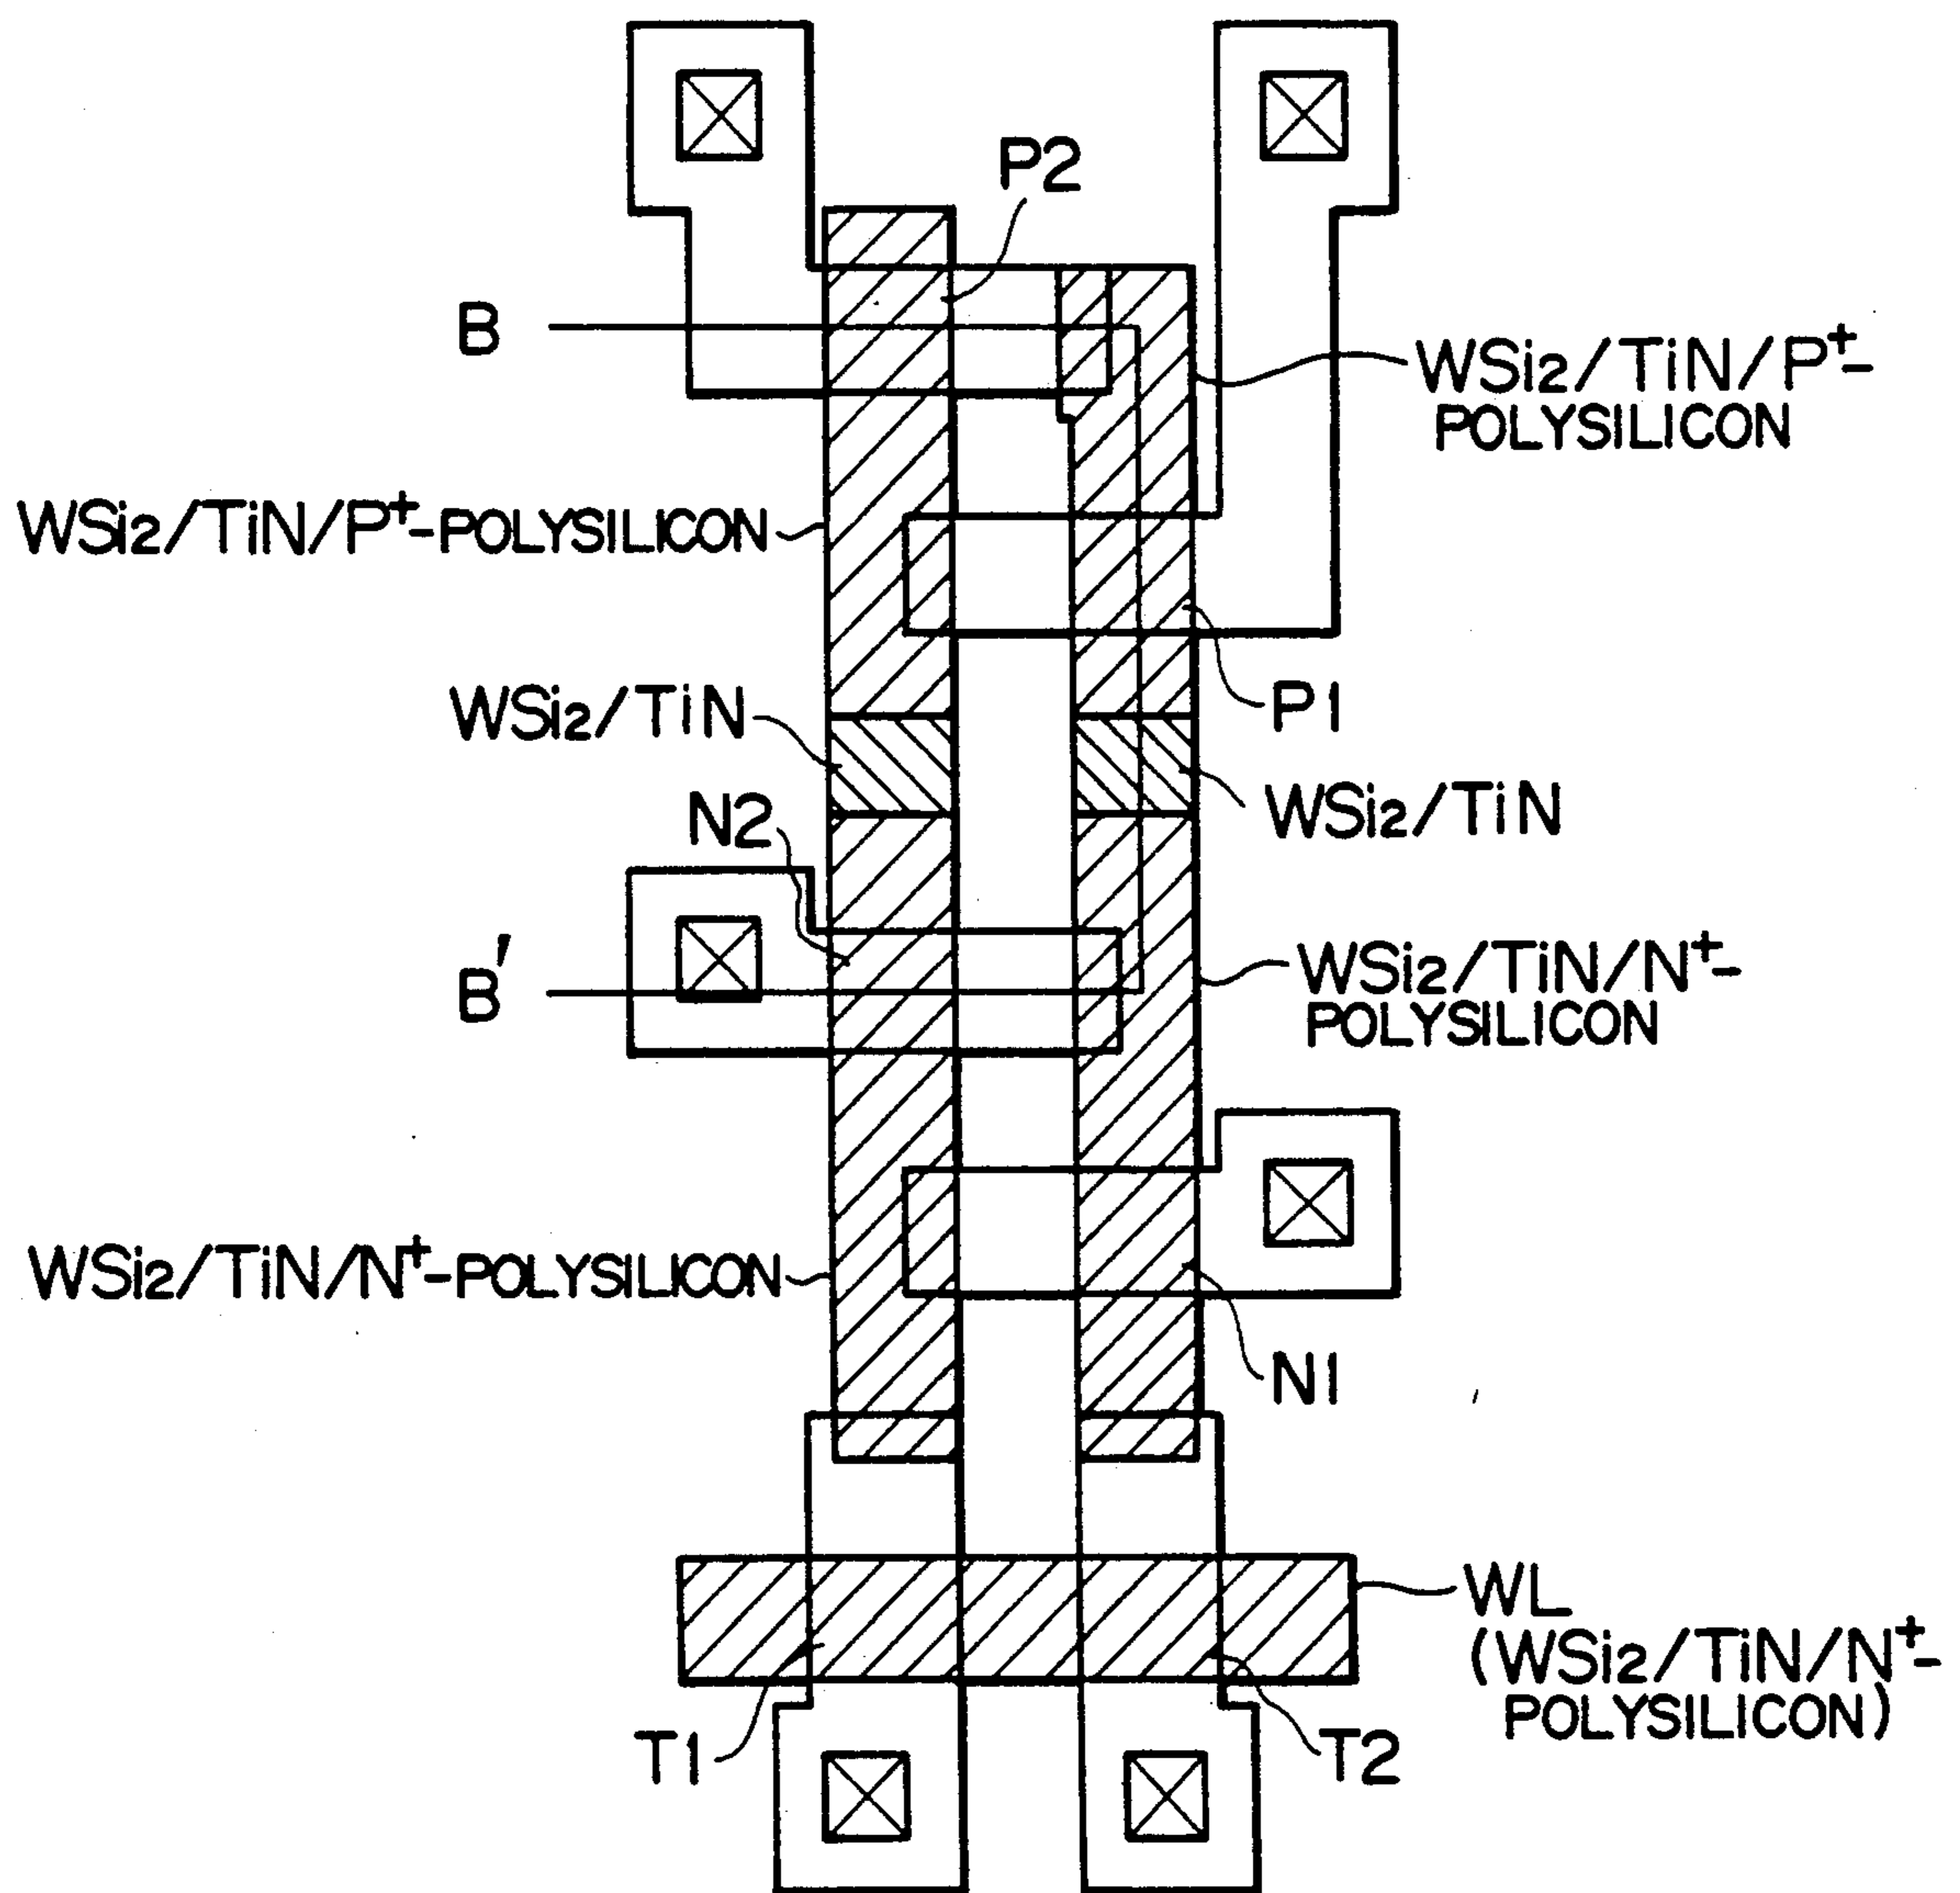 P2
B
WSi2/TiN/P+-
POLYSILICON
WSi2/TiN/P+-POLYSILICON
WSi2/TiN
P1
N2
WSi2/TiN
B'
WSi2/TiN/N+-
POLYSILICON
WSi2/TiN/N+-POLYSILICON
N1
WL
(WSi2/TiN/N+-
POLYSILICON)
T1
T2